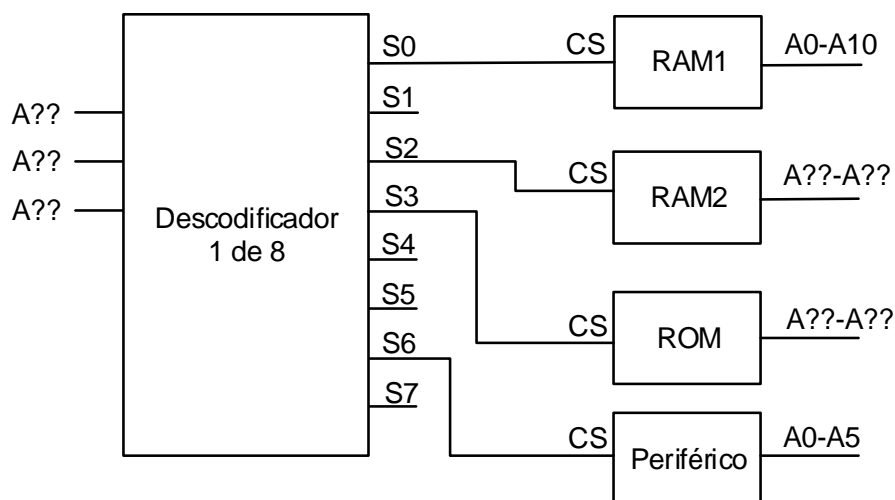 A??
A??
A??
Descodificador
1 de 8
S0
S1
S2
S3
S4
S5
S6
S7
CS
RAM1
A0-A10
CS
RAM2
A??-A??
CS
ROM
A??-A??
CS
Periférico
A0-A5